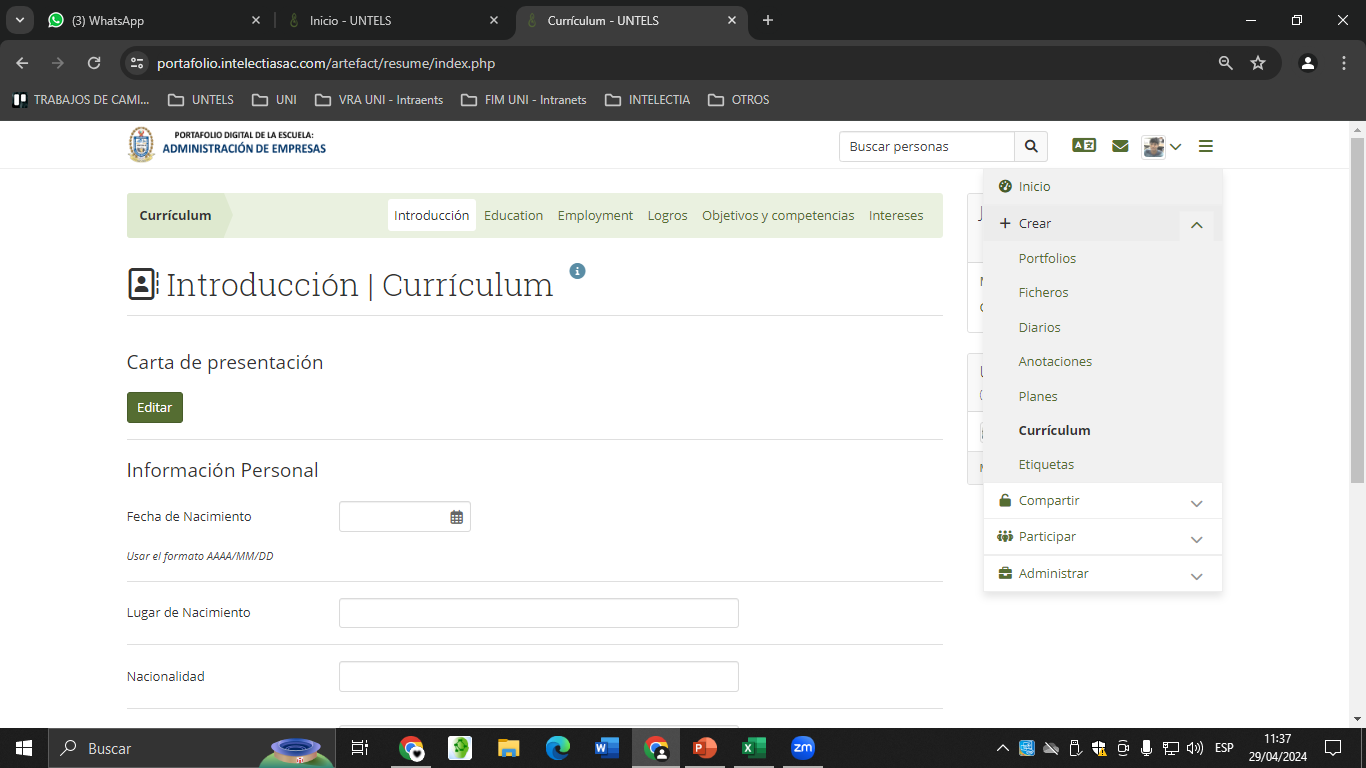 (3) WhatsApp
Inicio - UNTELS
Currículum - UNTELS
portafolio.intelectiasac.com/artefact/resume/index.php
TRABAJOS DE CAMI...
UNTELS
UNI
VRA UNI - Intraents
FIM UNI - Intranets
INTELECTIA
OTROS
PORTAFOLIO DIGITAL DE LA ESCUELA:
ADMINISTRACIÓN DE EMPRESAS
Buscar personas
Currículum
Introducción
Education
Employment
Logros
Objetivos y competencias
Intereses
Introducción | Currículum
Carta de presentación
Editar
Información Personal
Fecha de Nacimiento
Usar el formato AAAA/MM/DD
Lugar de Nacimiento
Nacionalidad
Inicio
Crear
Portfolios
Ficheros
Diarios
Anotaciones
Planes
Currículum
Etiquetas
Compartir
Participar
Administrar
Buscar
zm
ESP
11:37
29/04/2024